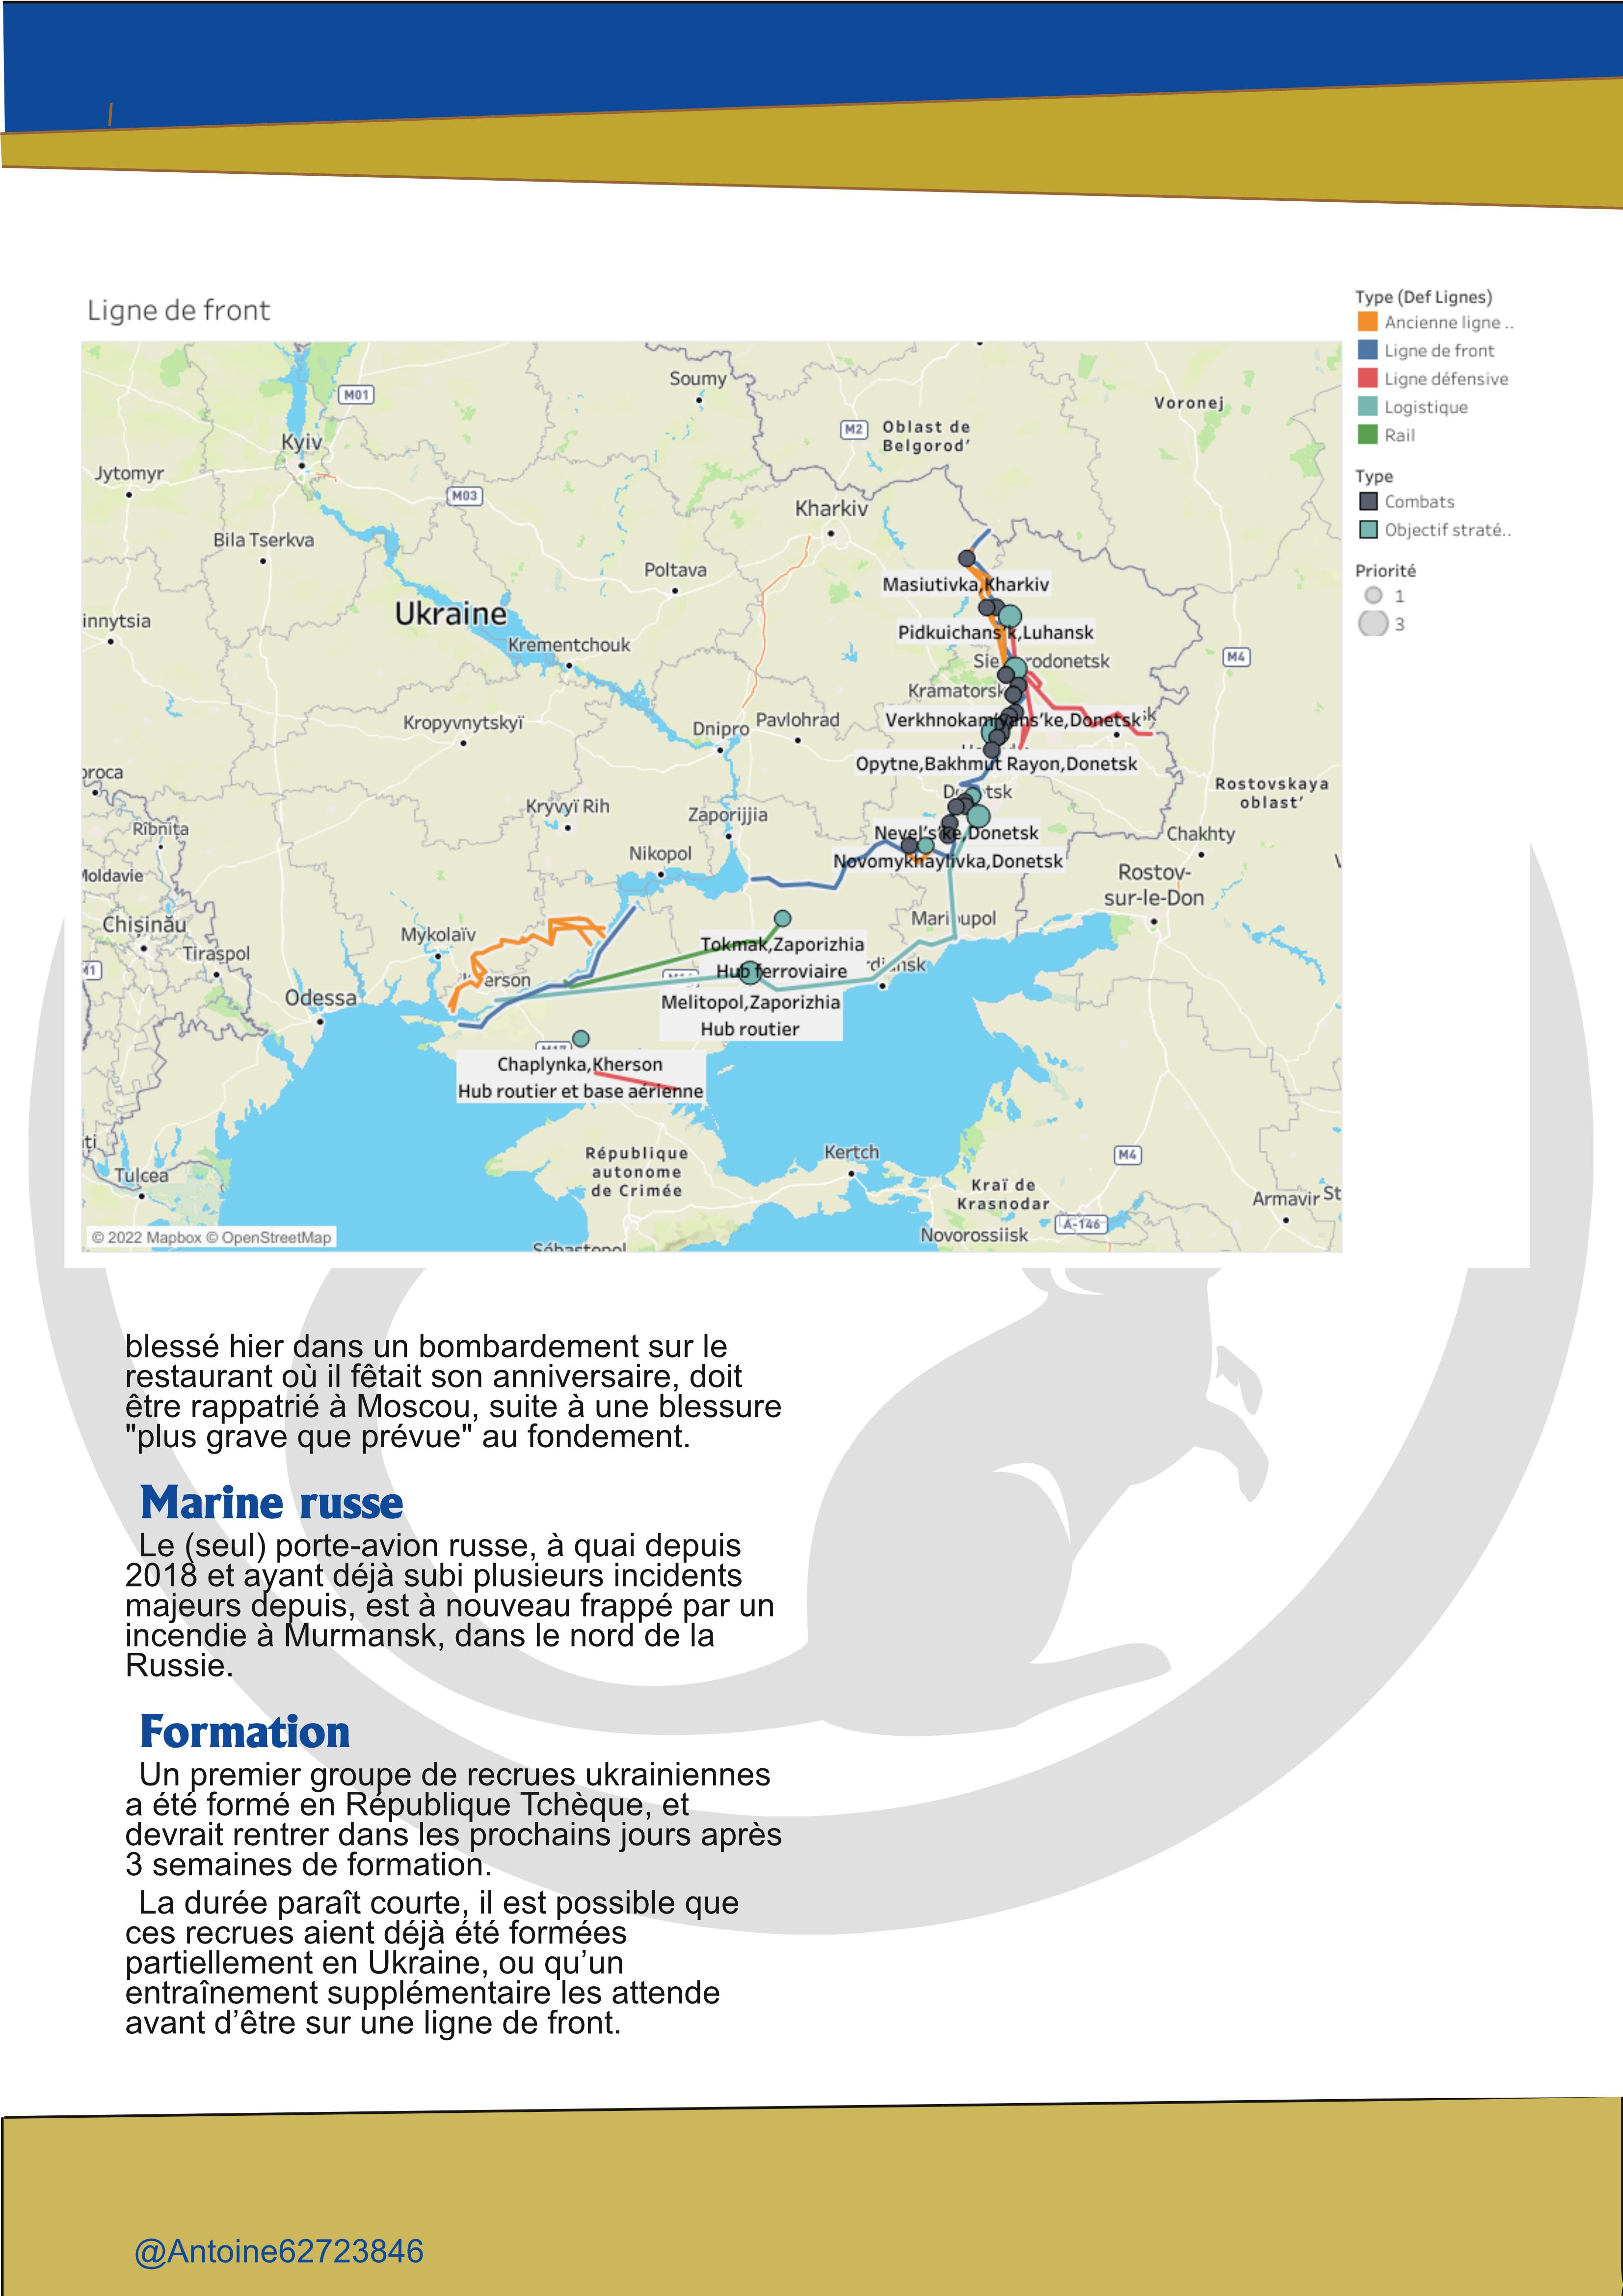 Ligne de front
Type (Def Lignes)
Ancienne ligne ..
Ligne de front
Ligne défensive
Logistique
Rail
Type
Combats
Objectif straté..
Priorité
1
3
Soumy
M01
Voronej
M2
Oblast de
Belgorod'
Kyiv
Jytomyr
M03
Kharkiv
Bila Tserkva
Poltava
Masiutivka,Kharkiv
Ukraine
innytsia
Pidkuichans'k,Luhansk
Krementchouk
M4
Kramatorsk
Kropyvnytskyï
Verkhnokam'yans'ke,Donetsk
Dnipro
Pavlohrad
Opytne,Bakhmut Rayon,Donetsk
oroca
Rostovskaya
oblast'
Kryvyï Rih
Zaporijjia
Rîbnița
Nevel's'ke,Donetsk
Chakhty
Nikopol
Novomykhaylivka,Donetsk
Moldavie
Rostov-
sur-le-Don
Chișinău
Marioupol
Mykolaïv
Tokmak,Zaporizhia
Tiraspol
Hub ferroviaire
M1
erson
Odessa
Melitopol,Zaporizhia
Hub routier
Chaplynka,Kherson
Hub routier et base aérienne
République
autonome
de Crimée
Kertch
M4
Tulcea
Kraï de
Krasnodar
Armavir
St
A-146
Novorossiisk
© 2022 Mapbox © OpenStreetMap
Sébastopol
blessé hier dans un bombardement sur le
restaurant où il fêtait son anniversaire, doit
être rappatrié à Moscou, suite à une blessure
"plus grave que prévue" au fondement.
Marine russe
Le (seul) porte-avion russe, à quai depuis
2018 et ayant déjà subi plusieurs incidents
majeurs depuis, est à nouveau frappé par un
incendie à Murmansk, dans le nord de la
Russie.
Formation
Un premier groupe de recrues ukrainiennes
a été formé en République Tchèque, et
devrait rentrer dans les prochains jours après
3 semaines de formation.
La durée paraît courte, il est possible que
ces recrues aient déjà été formées
partiellement en Ukraine, ou qu’un
entraînement supplémentaire les attende
avant d’être sur une ligne de front.
@Antoine62723846